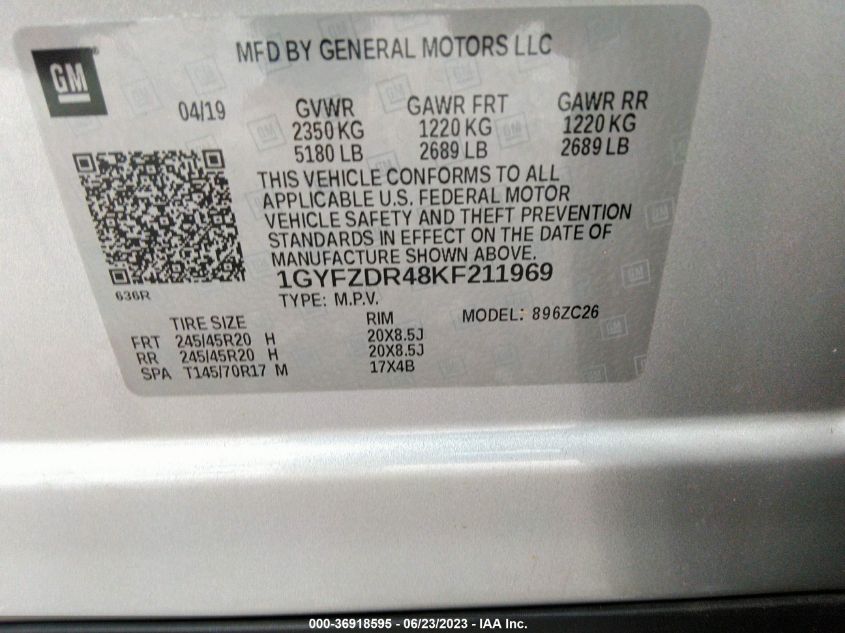 GM
MFD BY GENERAL MOTORS LLC
04/19
GVWR GAWR FRT GAWR RR
2350 KG 1220 KG 1220 KG
5180 LB 2689 LB 2689 LB
THIS VEHICLE CONFORMS TO ALL
APPLICABLE U.S. FEDERAL MOTOR
VEHICLE SAFETY AND THEFT PREVENTION
STANDARDS IN EFFECT ON THE DATE OF
MANUFACTURE SHOWN ABOVE.
1GYFZDR48KF211969
636R
TYPE: M.P.V.
TIRE SIZE RIM MODEL: 896ZC26
FRT 245/45R20 H 20X8.5J
RR 245/45R20 H 20X8.5J
SPA T145/70R17 M 17X4B
000-36918595 - 06/23/2023 - IAA Inc.